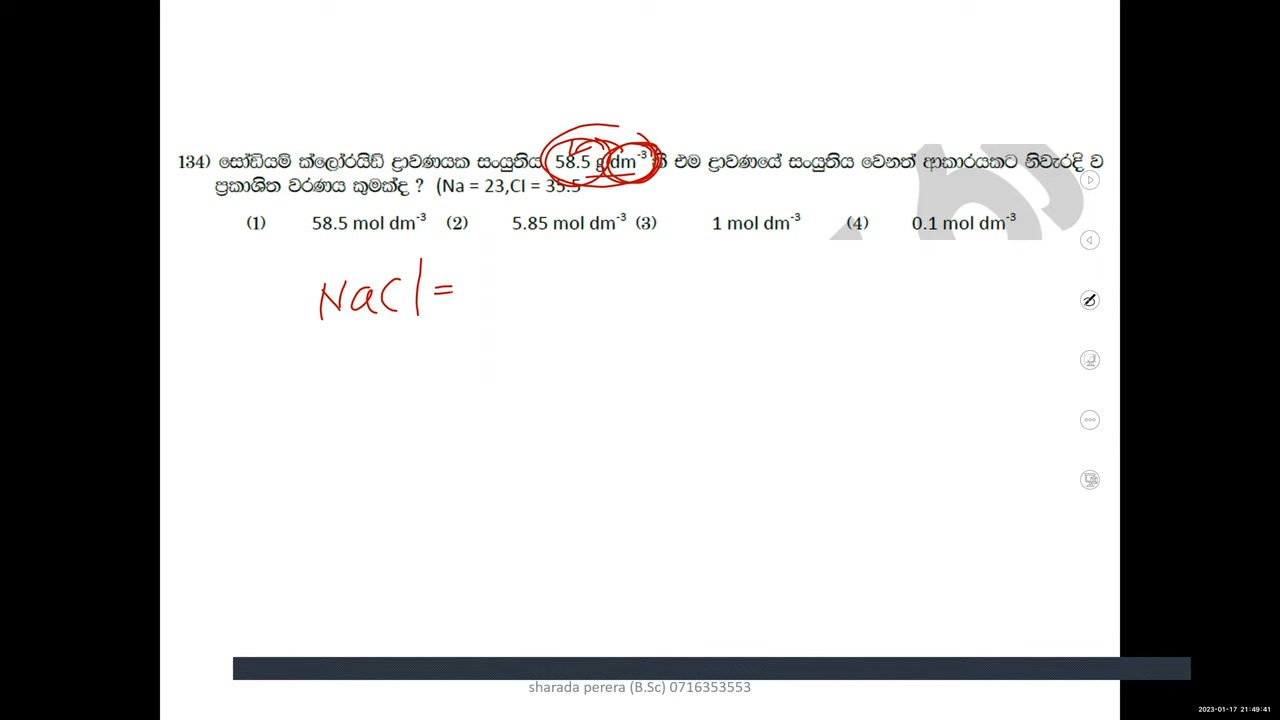 134) සෝඩියම් ක්ලෝරයිඩ් ද්‍රාවණයක සංයුතිය 58.5 g dm⁻³ කි එම ද්‍රාවණයේ සංයුතිය වෙනත් ආකාරයකට නිවැරදි ව
ප්‍රකාශිත වරණය කුමක්ද ? (Na = 23,Cl = 35.5
(1) 58.5 mol dm⁻³ (2) 5.85 mol dm⁻³ (3) 1 mol dm⁻³ (4) 0.1 mol dm⁻³
NaCl =
sharada perera (B.Sc) 0716353553
2023-01-17 21:49:41